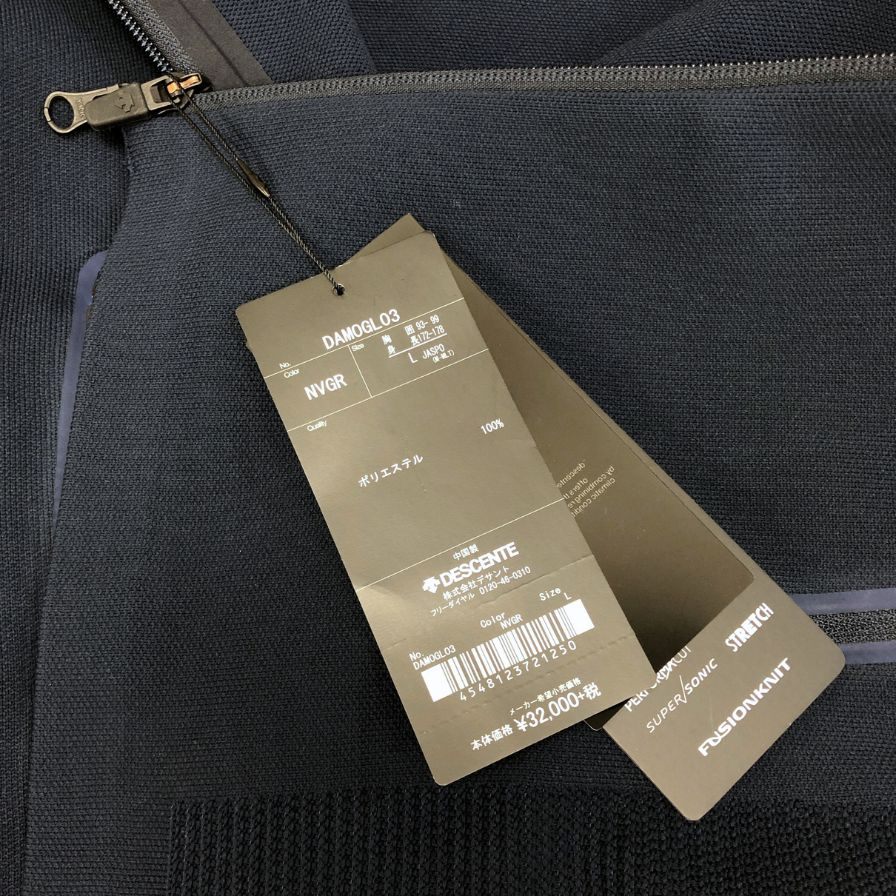 No. DAMOGL03
Color
NVGR
Size
胸 囲 93- 99
身 長172-178
L JASPO
Quality
ポリエステル 100%
中国製
DESCENTE
株式会社デサント
フリーダイヤル 0120-46-0310
No. Color Size L
DAMOGL03 NVGR
4548123721250
メーカー希望小売価格
本体価格 ¥32,000+税
SUPER/SONIC
STRETCH
FUSIONKNIT